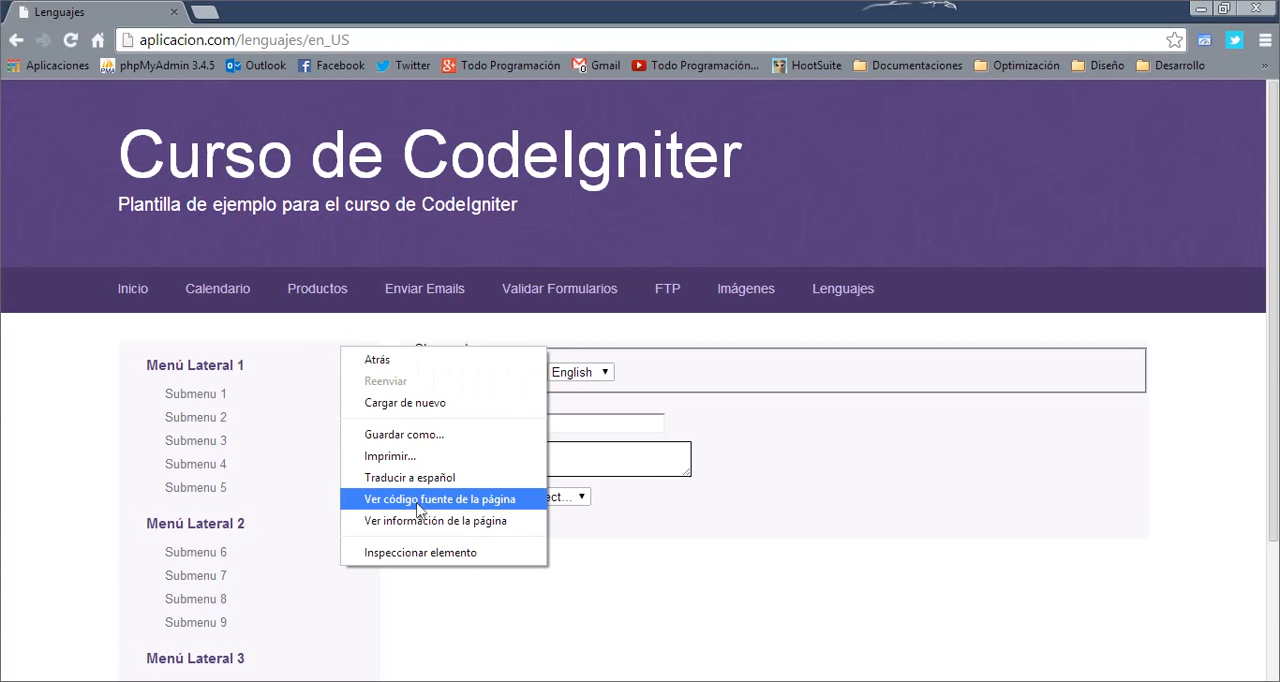 Lenguajes
aplicacion.com/lenguajes/en_US
Aplicaciones phpMyAdmin 3.4.5 Outlook Facebook Twitter Todo Programación Gmail Todo Programación... HootSuite Documentaciones Optimización Diseño Desarrollo »
Curso de CodeIgniter
Plantilla de ejemplo para el curso de CodeIgniter
Inicio Calendario Productos Enviar Emails Validar Formularios FTP Imágenes Lenguajes
Menú Lateral 1
Submenu 1
Submenu 2
Submenu 3
Submenu 4
Submenu 5
Menú Lateral 2
Submenu 6
Submenu 7
Submenu 8
Submenu 9
Menú Lateral 3
Atrás
Reenviar
Cargar de nuevo
Guardar como...
Imprimir...
Traducir a español
Ver código fuente de la página
Ver información de la página
Inspeccionar elemento
English
ect...